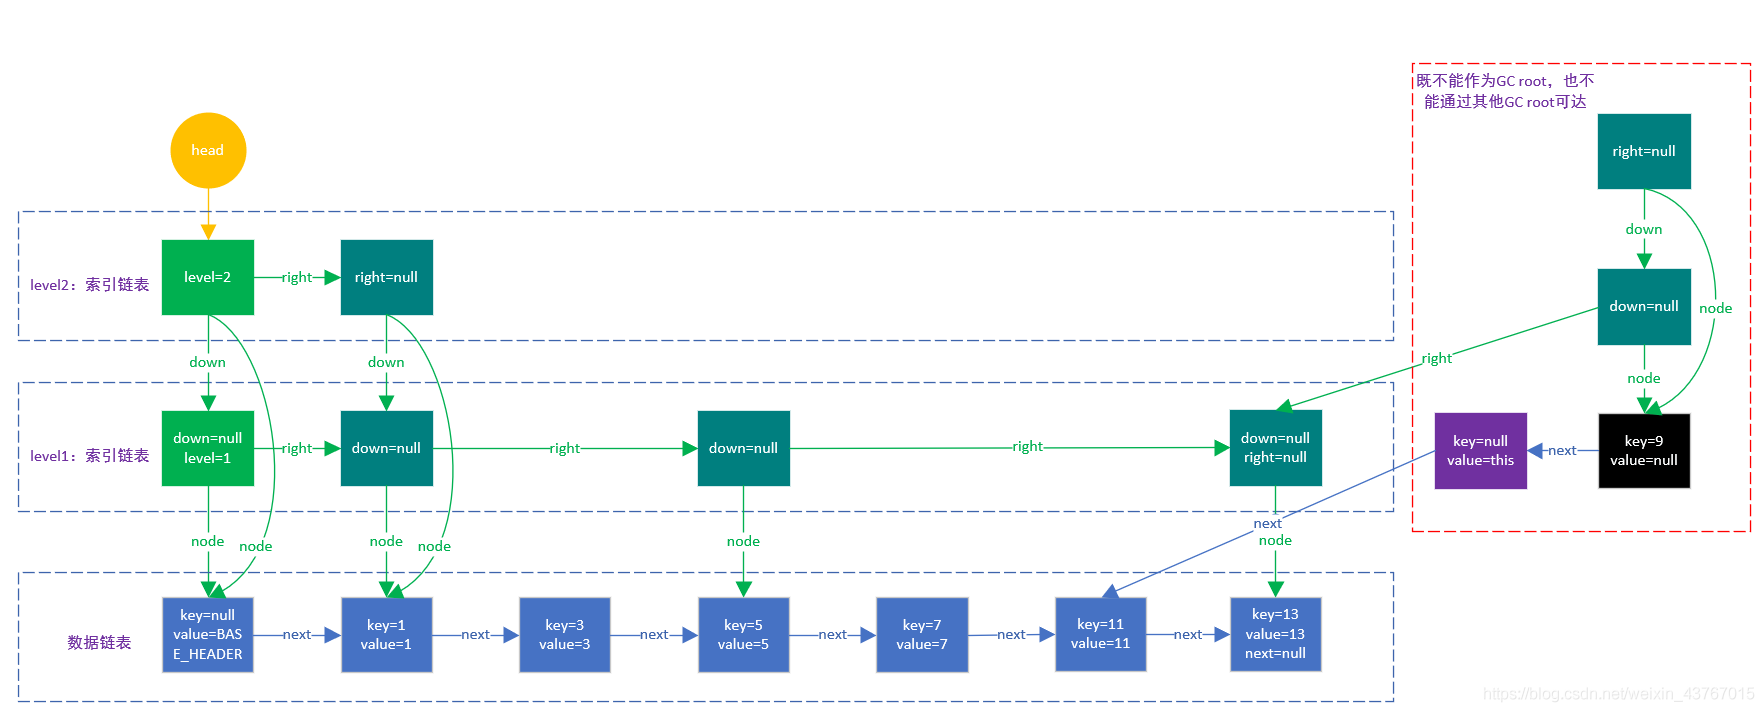 既不能作为GC root，也不
能通过其他GC root可达
head
right=null
down
level2：索引链表
level=2
right
right=null
down=null
node
down
down
right
node
level1：索引链表
down=null
level=1
right
down=null
right
down=null
right
down=null
right=null
key=null
value=this
next
key=9
value=null
node
node
node
node
node
next
node
数据链表
key=null
value=BAS
E_HEADER
next
key=1
value=1
next
key=3
value=3
next
key=5
value=5
next
key=7
value=7
next
key=11
value=11
next
key=13
value=13
next=null
https://blog.csdn.net/weixin_43767015